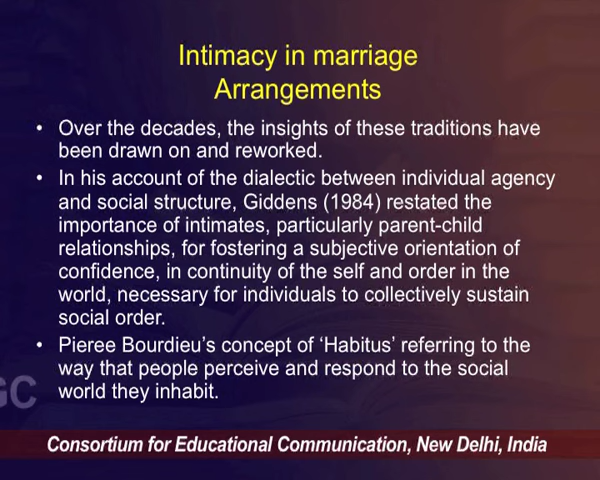 Intimacy in marriage
Arrangements
• Over the decades, the insights of these traditions have
been drawn on and reworked.
• In his account of the dialectic between individual agency
and social structure, Giddens (1984) restated the
importance of intimates, particularly parent-child
relationships, for fostering a subjective orientation of
confidence, in continuity of the self and order in the
world, necessary for individuals to collectively sustain
social order.
• Pieree Bourdieu's concept of 'Habitus' referring to the
way that people perceive and respond to the social
world they inhabit.
GC
Consortium for Educational Communication, New Delhi, India